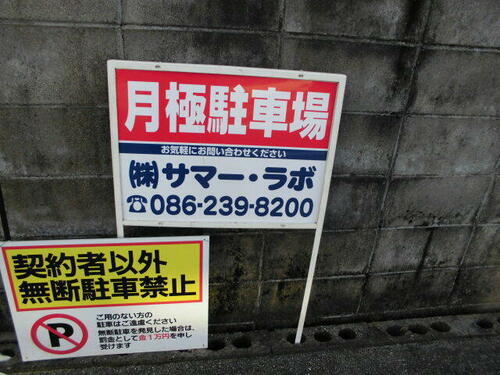 月極駐車場
お気軽にお問い合わせください
㈱サマー・ラボ
☎086-239-8200
契約者以外
無断駐車禁止
P
ご用のない方の
駐車はご遠慮ください
無断駐車を発見した場合は、
罰金として金1万円を申し
受けます